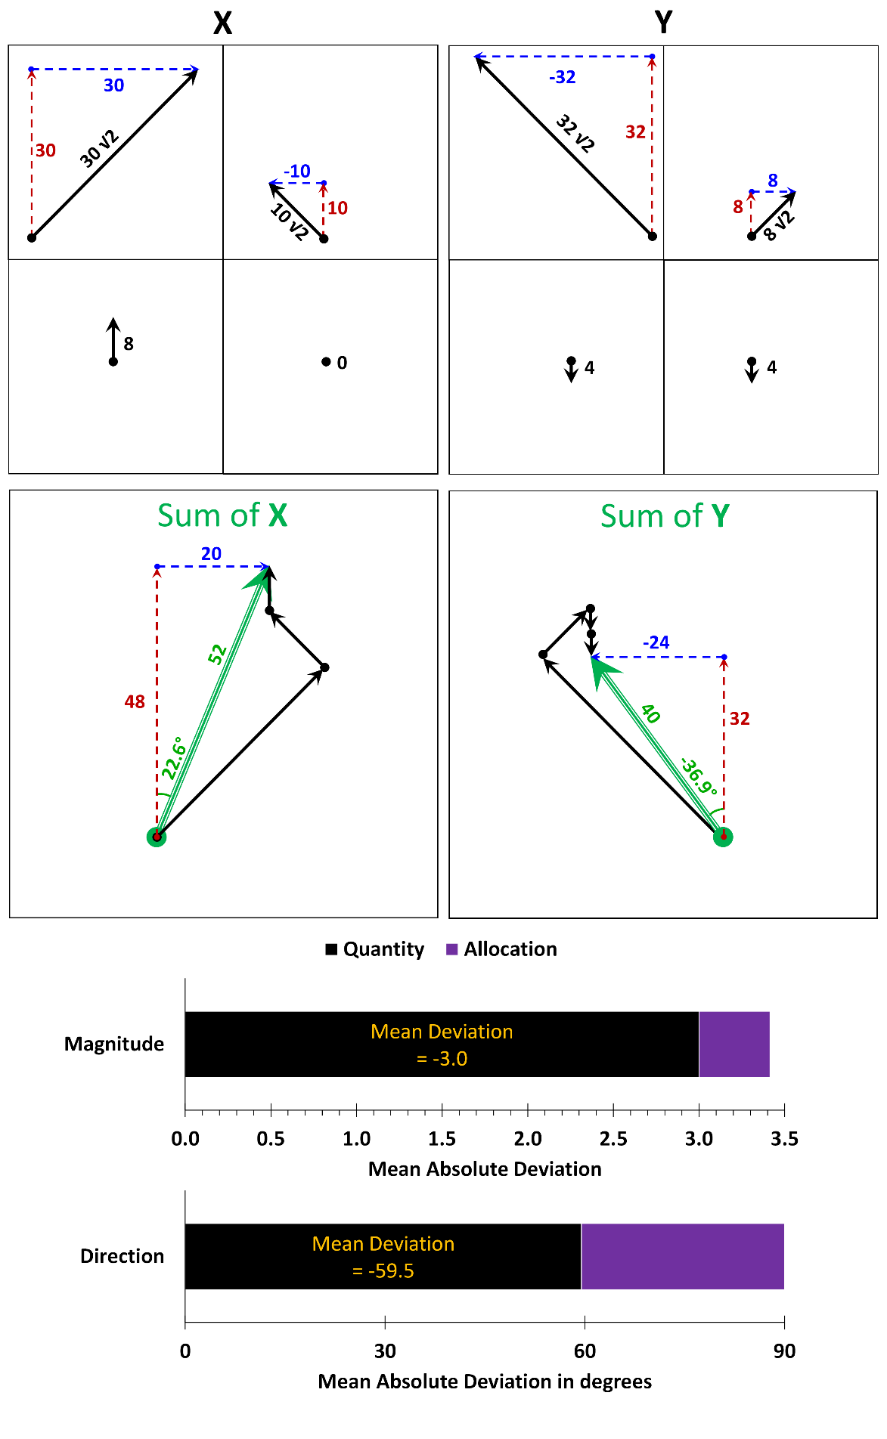 X
Y
30
30
30 √2
-10
10
10 √2
-32
32
32 √2
8
8
8 √2
8
0
4
4
Sum of X
20
52
48
22.6°
Sum of Y
-24
40
32
-36.9°
Quantity Allocation
Magnitude
Mean Deviation
= -3.0
0.0 0.5 1.0 1.5 2.0 2.5 3.0 3.5
Mean Absolute Deviation
Direction
Mean Deviation
= -59.5
0 30 60 90
Mean Absolute Deviation in degrees